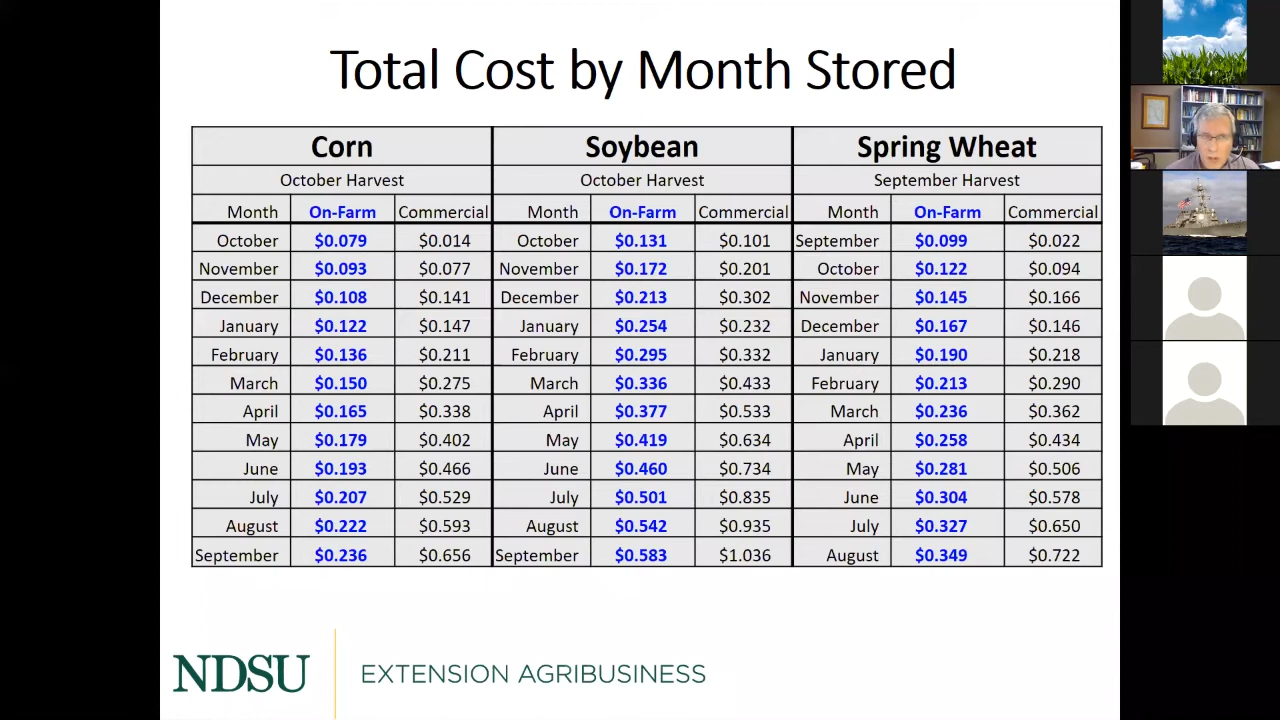 Total Cost by Month Stored
Corn Soybean Spring Wheat
October Harvest October Harvest September Harvest
Month On-Farm Commercial Month On-Farm Commercial Month On-Farm Commercial
October $0.079 $0.014 October $0.131 $0.101 September $0.099 $0.022
November $0.093 $0.077 November $0.172 $0.201 October $0.122 $0.094
December $0.108 $0.141 December $0.213 $0.302 November $0.145 $0.166
January $0.122 $0.147 January $0.254 $0.232 December $0.167 $0.146
February $0.136 $0.211 February $0.295 $0.332 January $0.190 $0.218
March $0.150 $0.275 March $0.336 $0.433 February $0.213 $0.290
April $0.165 $0.338 April $0.377 $0.533 March $0.236 $0.362
May $0.179 $0.402 May $0.419 $0.634 April $0.258 $0.434
June $0.193 $0.466 June $0.460 $0.734 May $0.281 $0.506
July $0.207 $0.529 July $0.501 $0.835 June $0.304 $0.578
August $0.222 $0.593 August $0.542 $0.935 July $0.327 $0.650
September $0.236 $0.656 September $0.583 $1.036 August $0.349 $0.722
NDSU EXTENSION AGRIBUSINESS